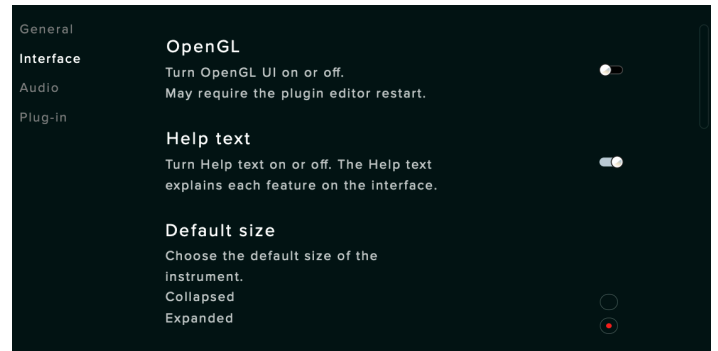 General
Interface
Audio
Plug-in
OpenGL
Turn OpenGL UI on or off.
May require the plugin editor restart.
Help text
Turn Help text on or off. The Help text
explains each feature on the interface.
Default size
Choose the default size of the
instrument.
Collapsed
Expanded